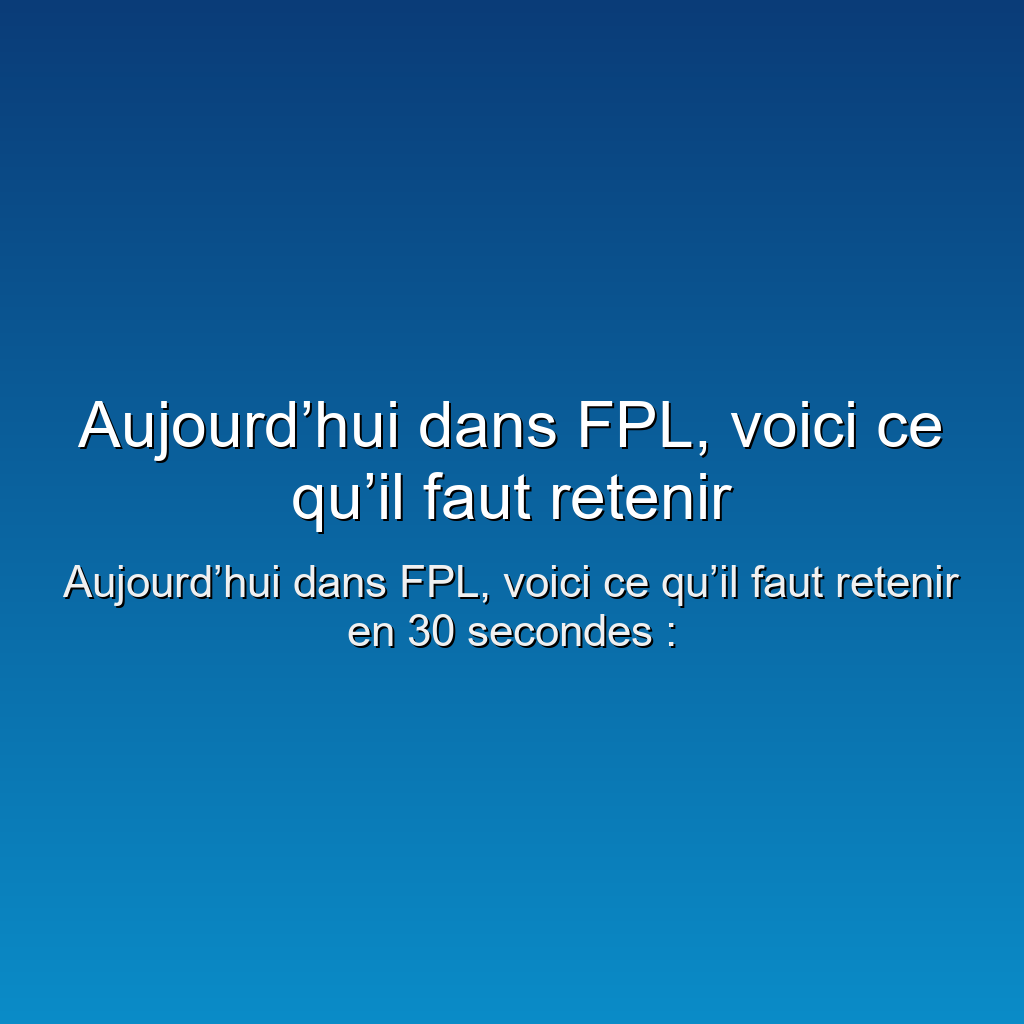 Aujourd’hui dans FPL, voici ce
qu’il faut retenir
Aujourd’hui dans FPL, voici ce qu’il faut retenir
en 30 secondes :